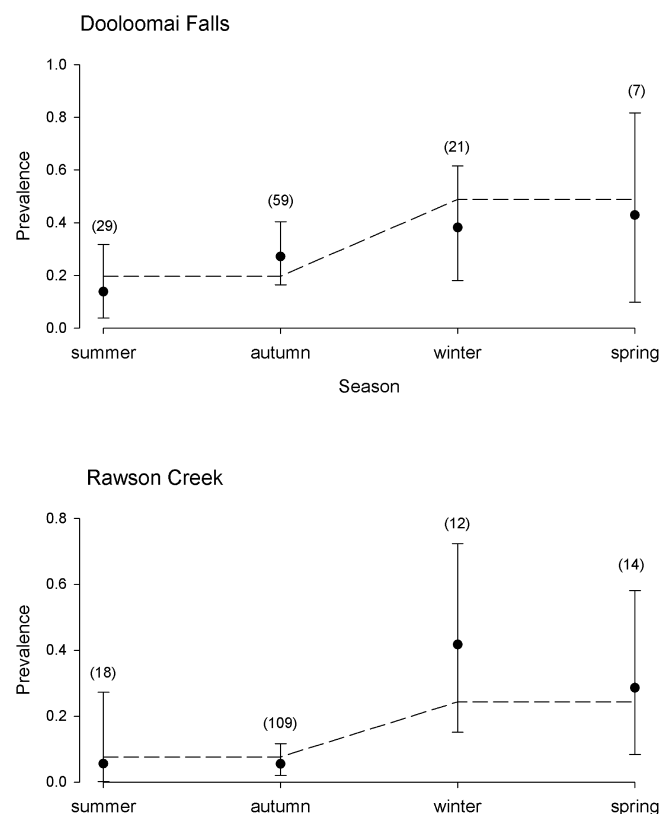 Dooloomai Falls
1.0
(7)
0.8
(21)
0.6
(59)
Prevalence
0.4
(29)
0.2
0.0
summer autumn winter spring
Season
Rawson Creek
0.8
(12)
0.6
(14)
Prevalence
0.4
(18)
0.2
(109)
0.0
summer autumn winter spring